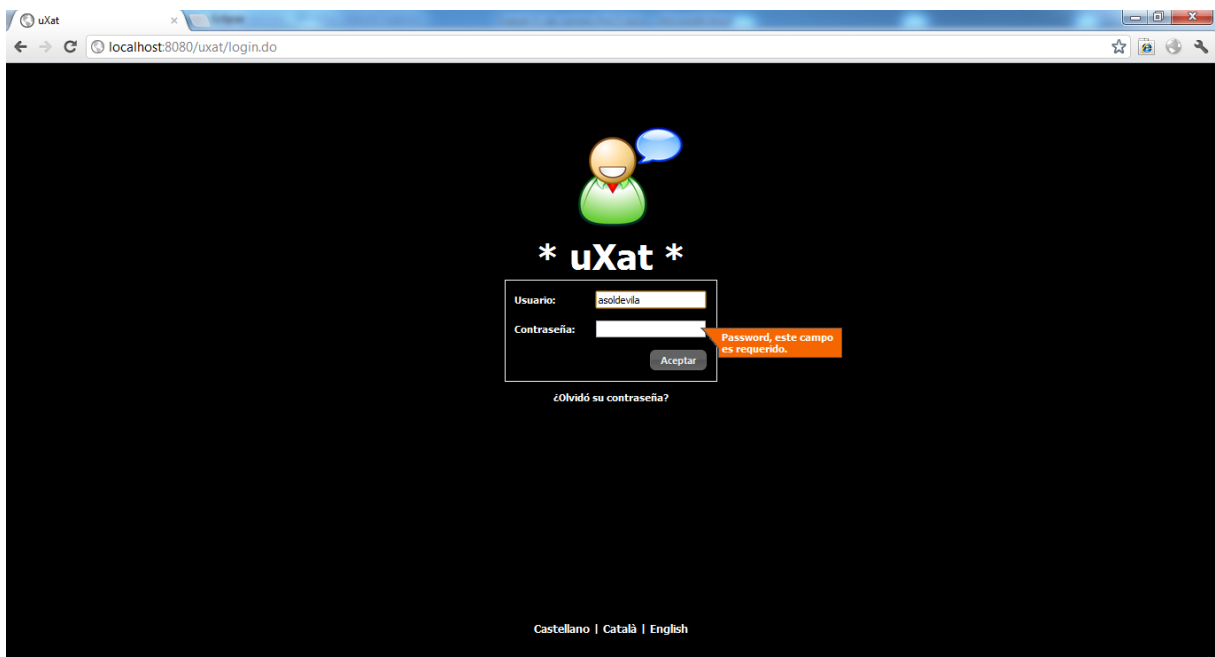 uXat
localhost:8080/uxat/login.do
* uXat *
Usuario: asoldevila
Contraseña:
Password, este campo
es requerido.
Aceptar
¿Olvidó su contraseña?
Castellano | Català | English